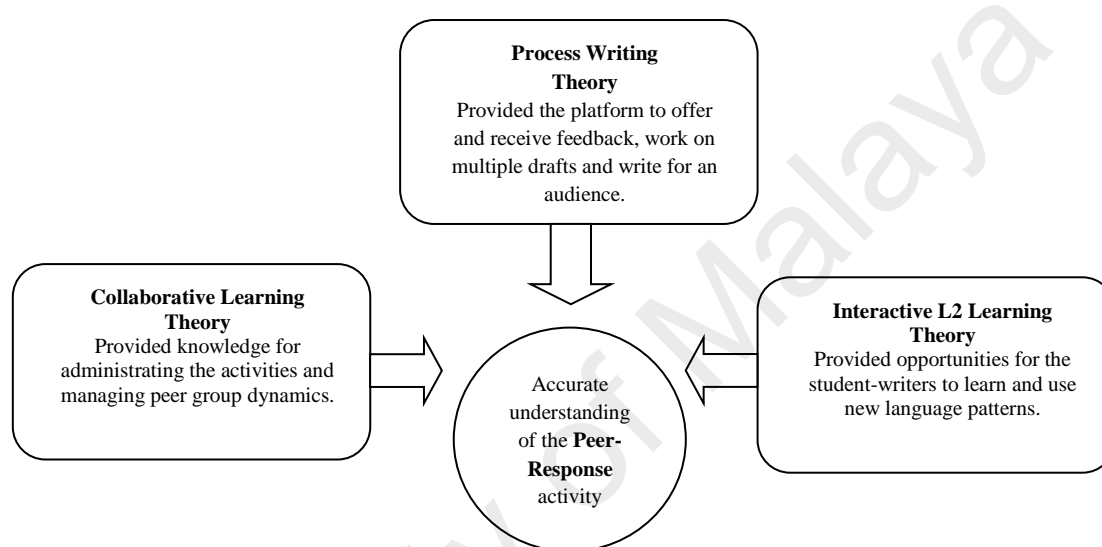 Process Writing
Theory
Provided the platform to offer
and receive feedback, work on
multiple drafts and write for an
audience.
Collaborative Learning
Theory
Provided knowledge for
administrating the activities and
managing peer group dynamics.
Interactive L2 Learning
Theory
Provided opportunities for the
student-writers to learn and use
new language patterns.
Accurate
understanding
of the Peer-
Response
activity
y of Malaya